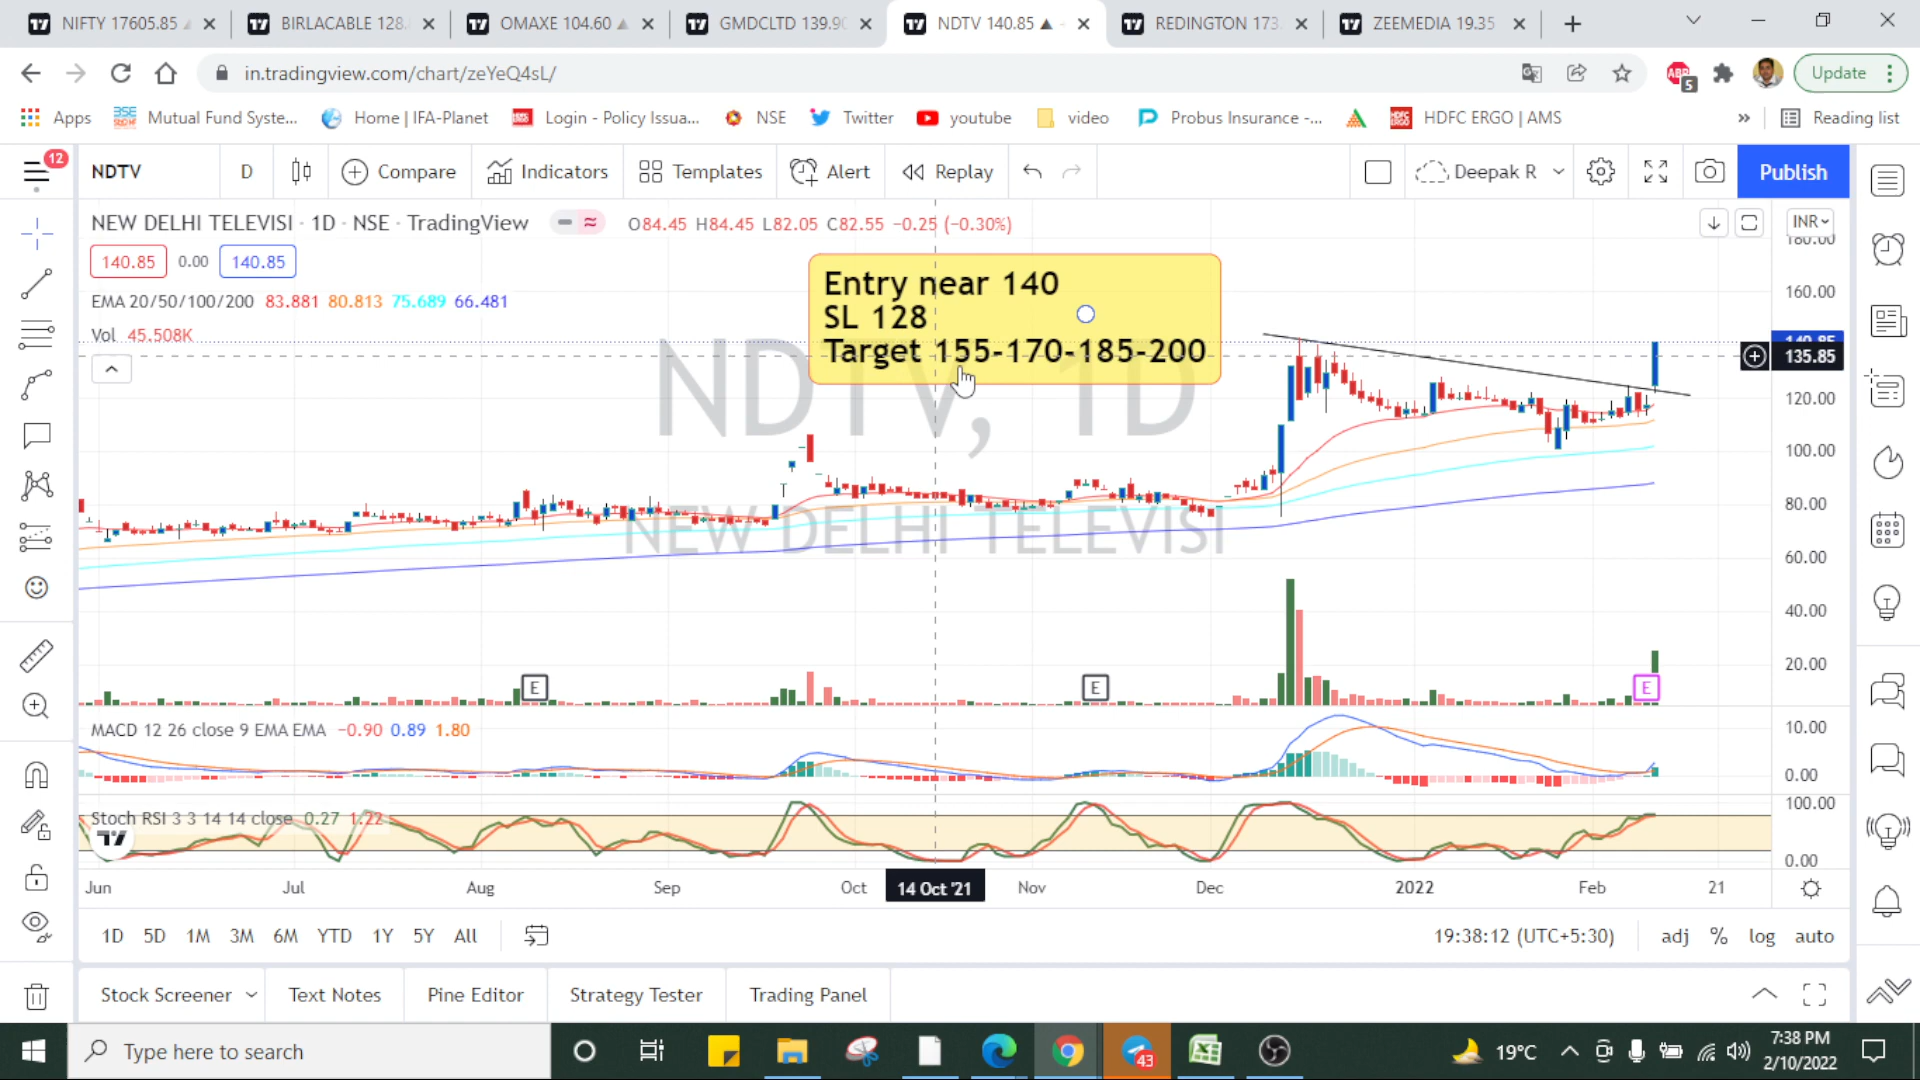 NIFTY 17605.85
BIRLACABLE 128.
OMAXE 104.60
GMDCLTD 139.90
NDTV 140.85
REDINGTON 173.
ZEEMEDIA 19.35
in.tradingview.com/chart/zeYeQ4sL/
ABP 5
Update
Apps
BSE
Mutual Fund Syste...
Home | IFA-Planet
Login - Policy Issua...
NSE
Twitter
youtube
video
Probus Insurance -...
HDFC ERGO | AMS
»
Reading list
12
NDTV
D
Compare
Indicators
Templates
Alert
Replay
Deepak R
Publish
NEW DELHI TELEVISI · 1D · NSE · TradingView
O84.45 H84.45 L82.05 C82.55 −0.25 (−0.30%)
INR
140.85 0.00 140.85
EMA 20/50/100/200 83.881 80.813 75.689 66.481
Vol 45.508K
Entry near 140
SL 128
Target 155-170-185-200
NDTV, 1D
NEW DELHI TELEVISI
180.00
160.00
140.85
135.85
120.00
100.00
80.00
60.00
40.00
20.00
E
E
E
MACD 12 26 close 9 EMA EMA −0.90 0.89 1.80
10.00
0.00
Stoch RSI 3 3 14 14 close 0.27 1.22
100.00
0.00
Jun
Jul
Aug
Sep
Oct
14 Oct '21
Nov
Dec
2022
Feb
21
1D 5D 1M 3M 6M YTD 1Y 5Y All
19:38:12 (UTC+5:30)
adj % log auto
Stock Screener
Text Notes
Pine Editor
Strategy Tester
Trading Panel
Type here to search
43
19°C
7:38 PM
2/10/2022